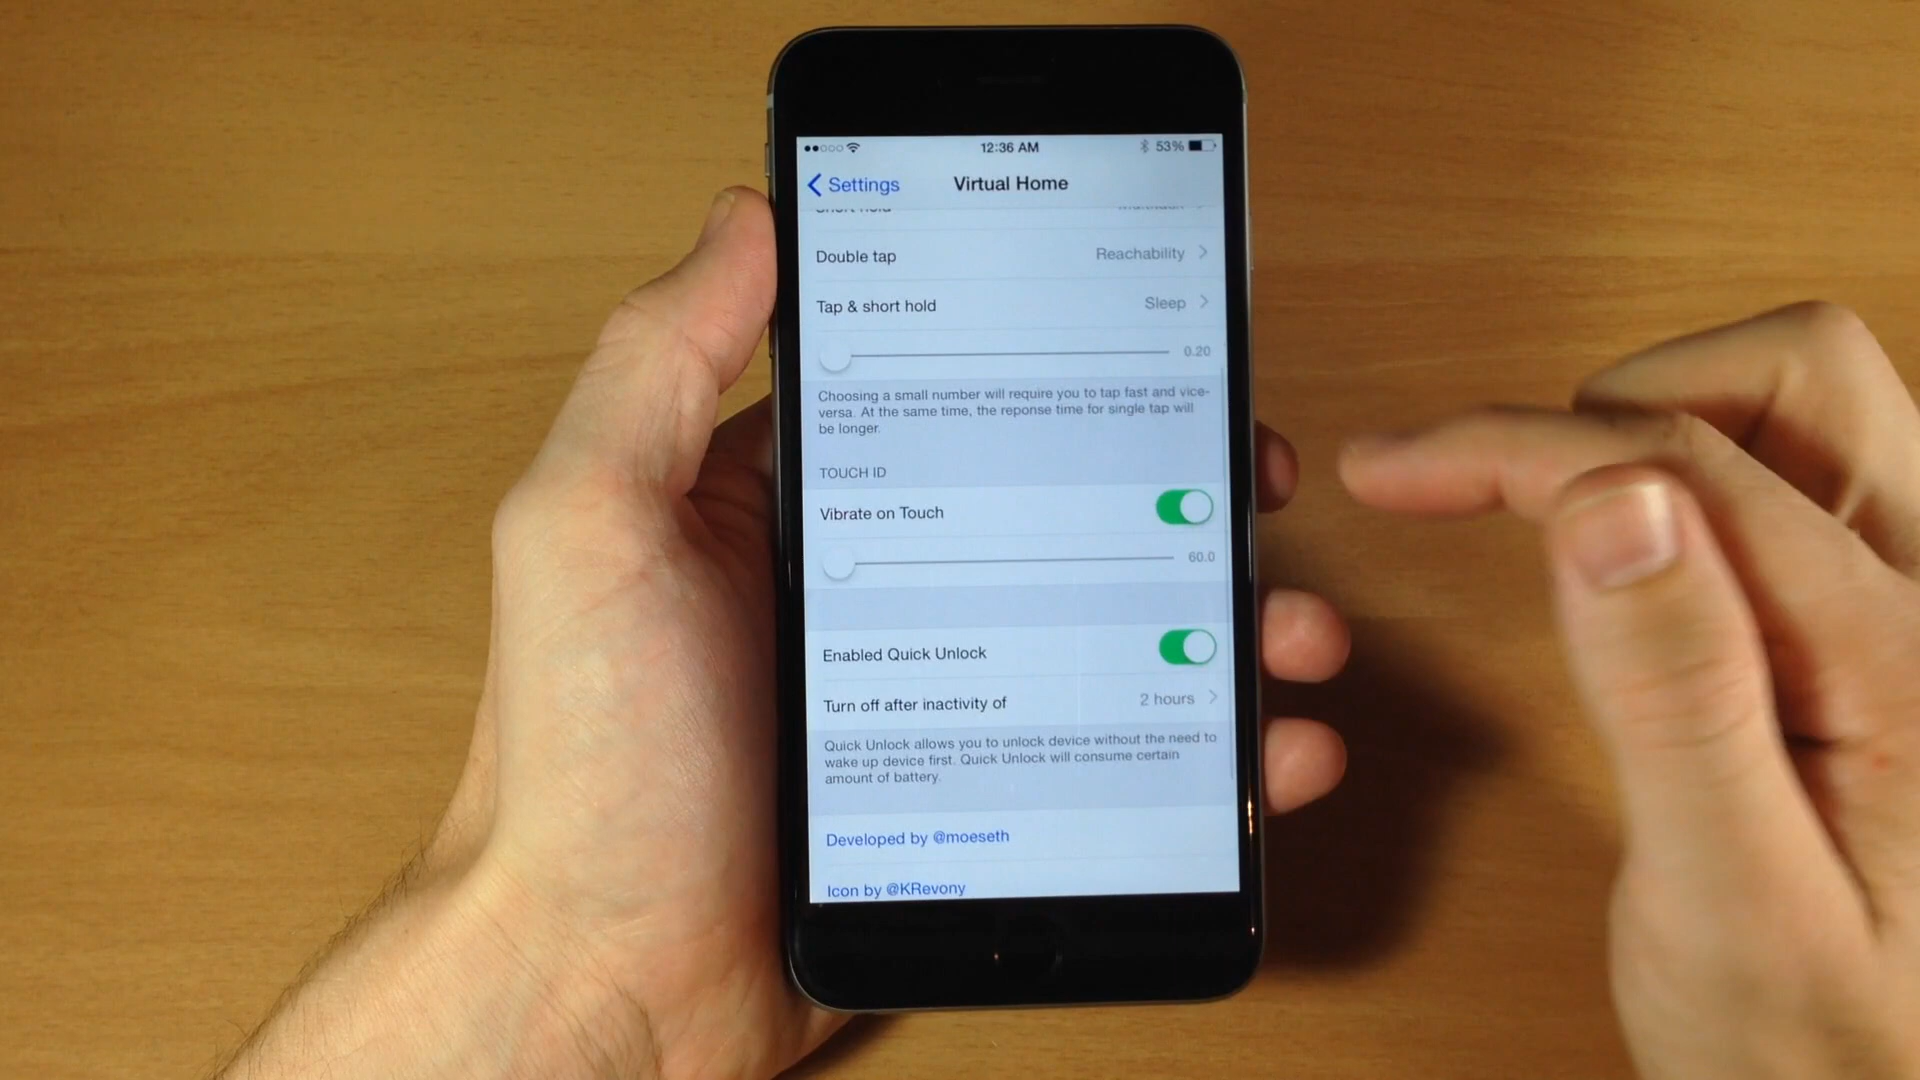 12:36 AM
53%
Settings
Virtual Home
Short hold
Double tap
Reachability
Tap & short hold
Sleep
0.20
Choosing a small number will require you to tap fast and vice-
versa. At the same time, the reponse time for single tap will
be longer.
TOUCH ID
Vibrate on Touch
60.0
Enabled Quick Unlock
Turn off after inactivity of
2 hours
Quick Unlock allows you to unlock device without the need to
wake up device first. Quick Unlock will consume certain
amount of battery.
Developed by @moeseth
Icon by @KRevony